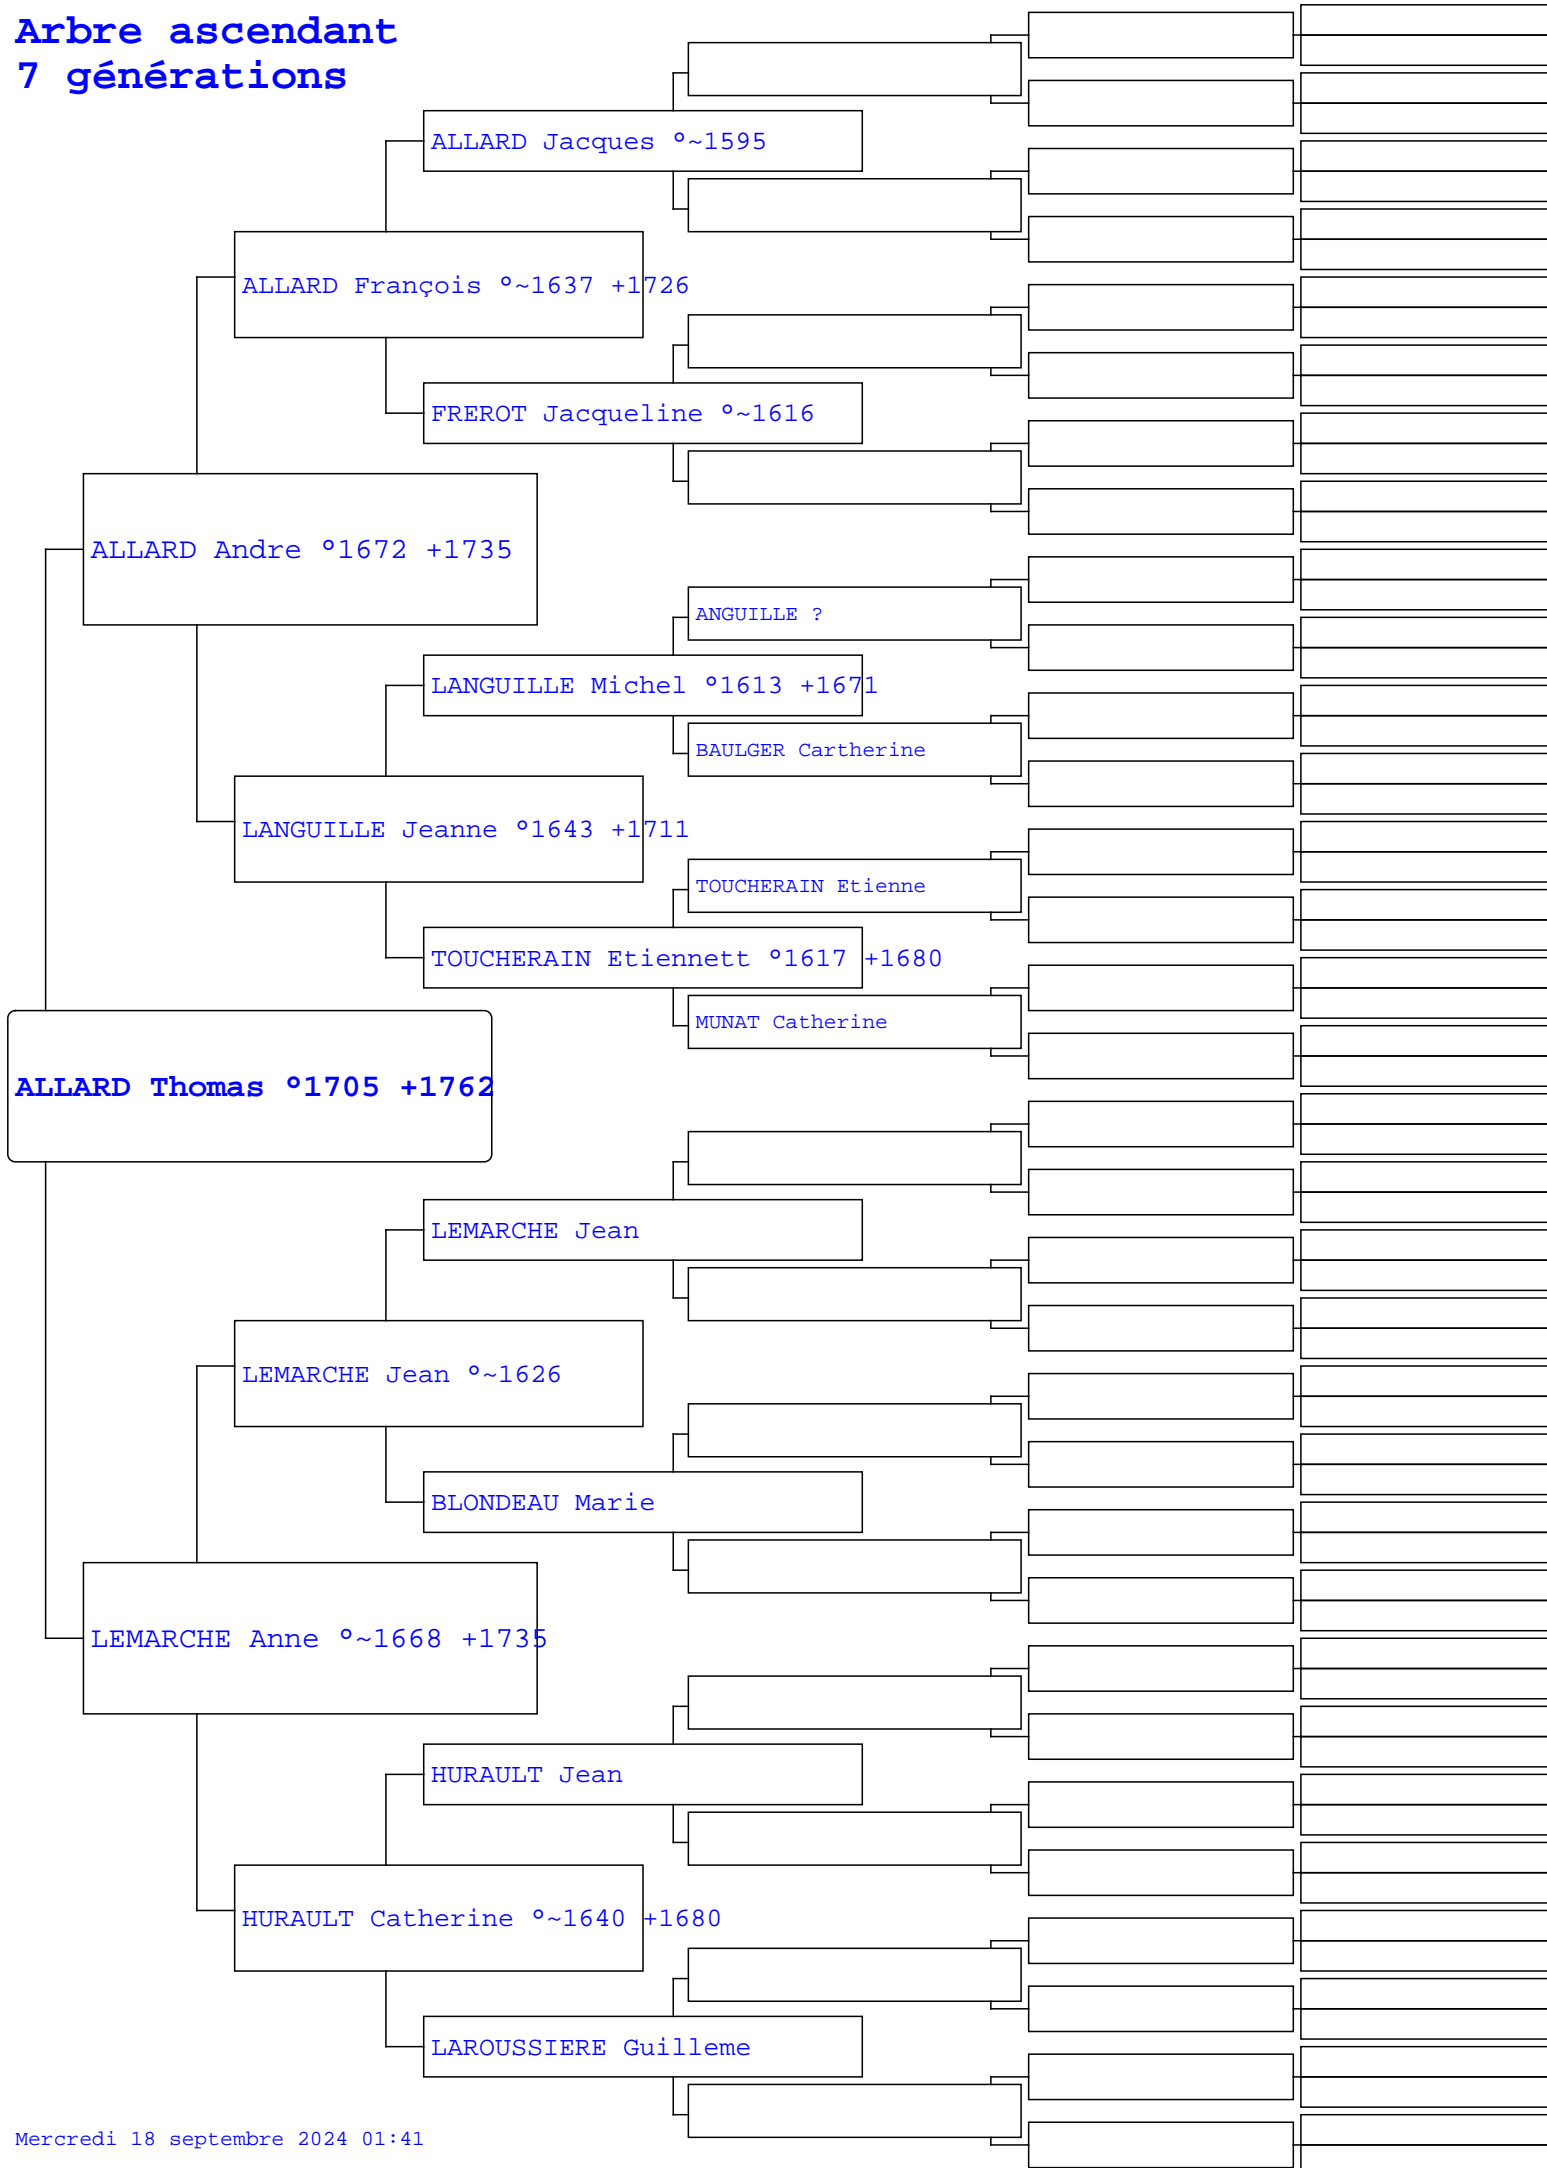 Arbre ascendant
7 générations
ALLARD Jacques °~1595
ALLARD François °~1637 +1726
FREROT Jacqueline °~1616
ALLARD Andre °1672 +1735
ANGUILLE ?
LANGUILLE Michel °1613 +1671
BAULGER Cartherine
LANGUILLE Jeanne °1643 +1711
TOUCHERAIN Etienne
TOUCHERAIN Etiennett °1617 +1680
MUNAT Catherine
ALLARD Thomas °1705 +1762
LEMARCHE Jean
LEMARCHE Jean °~1626
BLONDEAU Marie
LEMARCHE Anne °~1668 +1735
HURAULT Jean
HURAULT Catherine °~1640 +1680
LAROUSSIERE Guilleme
Mercredi 18 septembre 2024 01:41